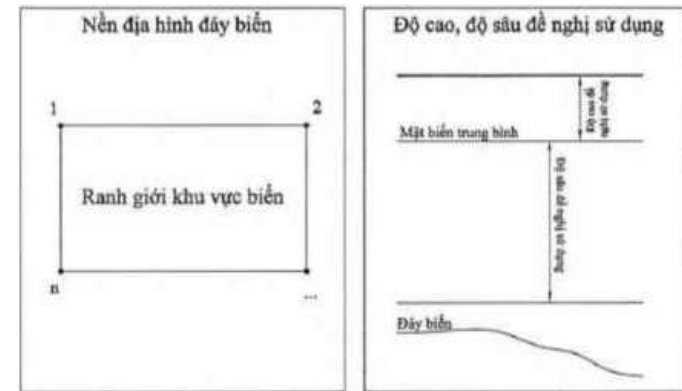 Nền địa hình đáy biển
1
2
Ranh giới khu vực biển
n
...
Độ cao, độ sâu đề nghị sử dụng
Độ cao đề
nghị sử dụng
Mặt biển trung bình
Độ sâu đề nghị sử dụng
Đáy biển